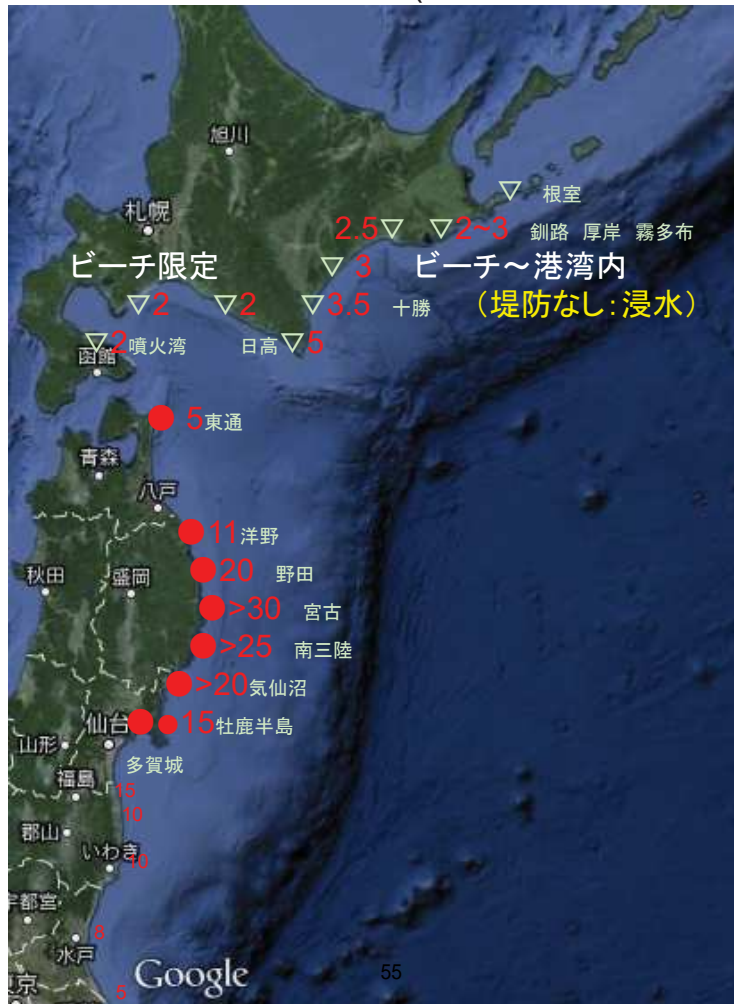 旭川
根室
札幌
2.5▽ ▽2~3 釧路 厚岸 霧多布
ビーチ限定 ▽3 ビーチ～港湾内
▽2 ▽2 ▽3.5 十勝 (堤防なし:浸水)
▽2 噴火湾 日高 ▽5
函館
5東通
青森
八戸
11洋野
秋田 盛岡 20 野田
>30 宮古
>25 南三陸
>20気仙沼
仙台 15牡鹿半島
山形
多賀城
福島 15
10
郡山
いわき 10
宇都宮
水戸 8
東京 5
Google 55